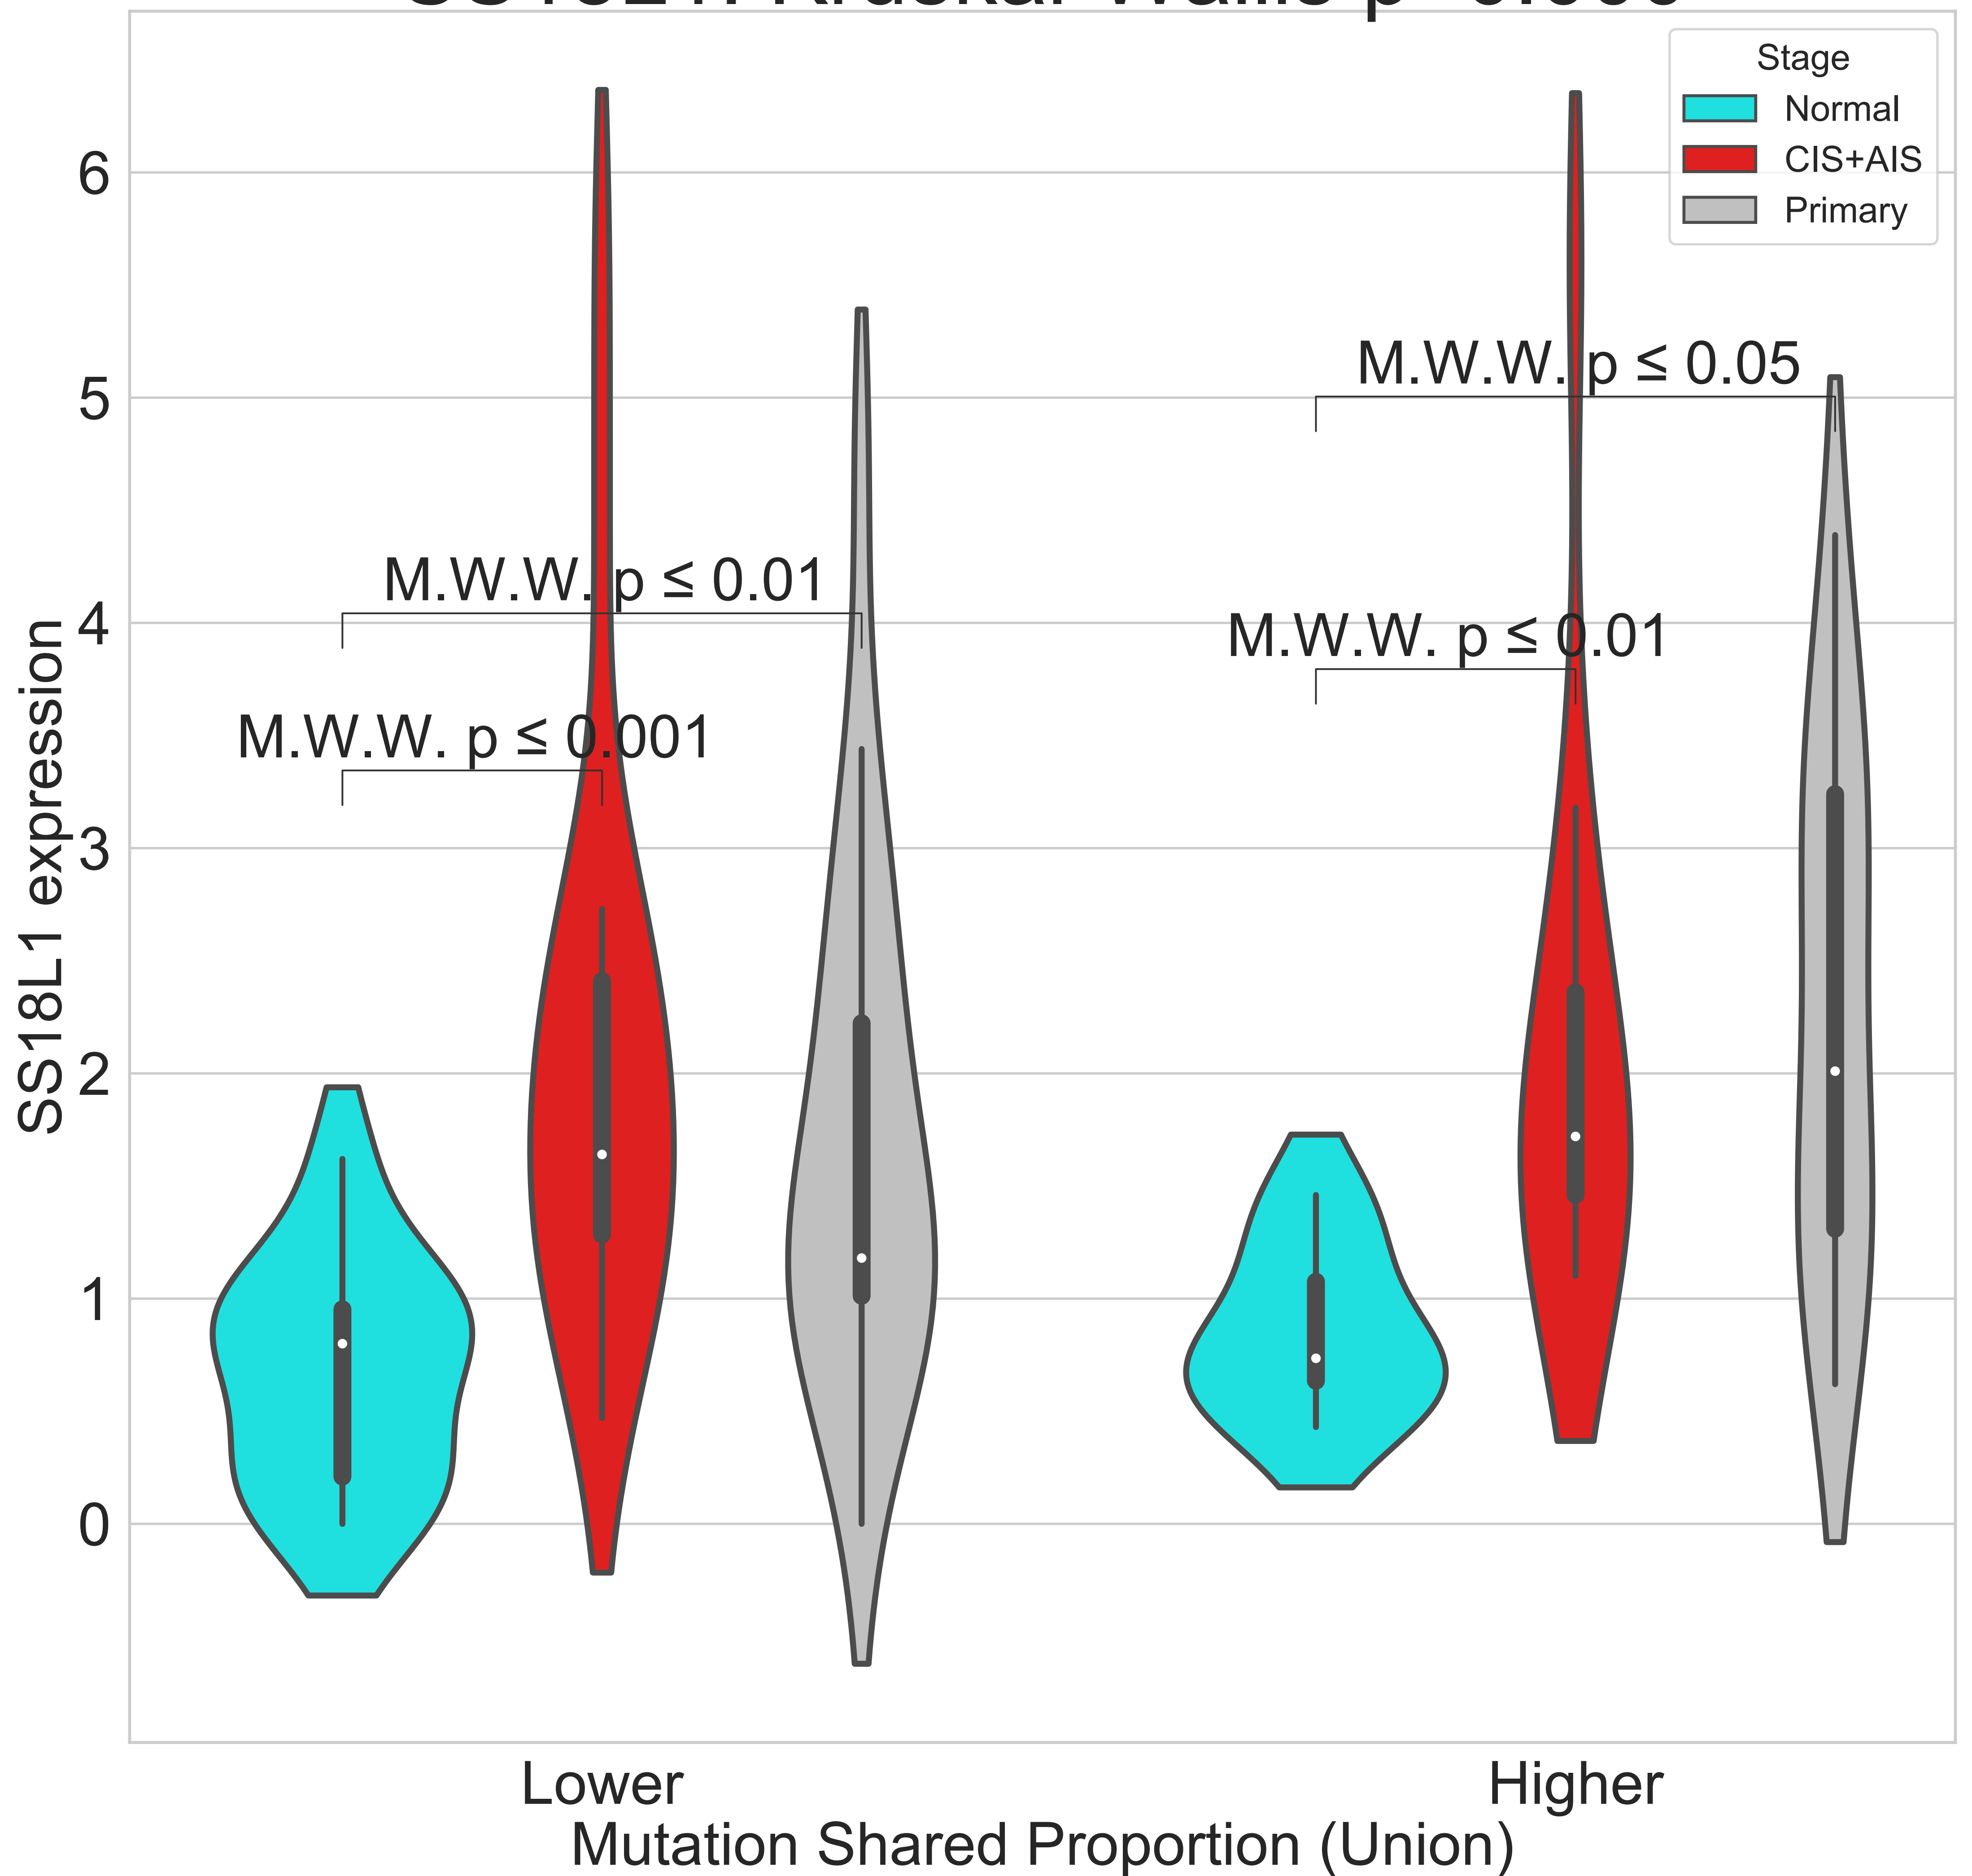 Stage
Normal
CIS+AIS
Primary
6
5
4
3
2
1
0
SS18L1 expression
M.W.W. p ≤ 0.05
M.W.W. p ≤ 0.01
M.W.W. p ≤ 0.01
M.W.W. p ≤ 0.001
Lower
Higher
Mutation Shared Proportion (Union)